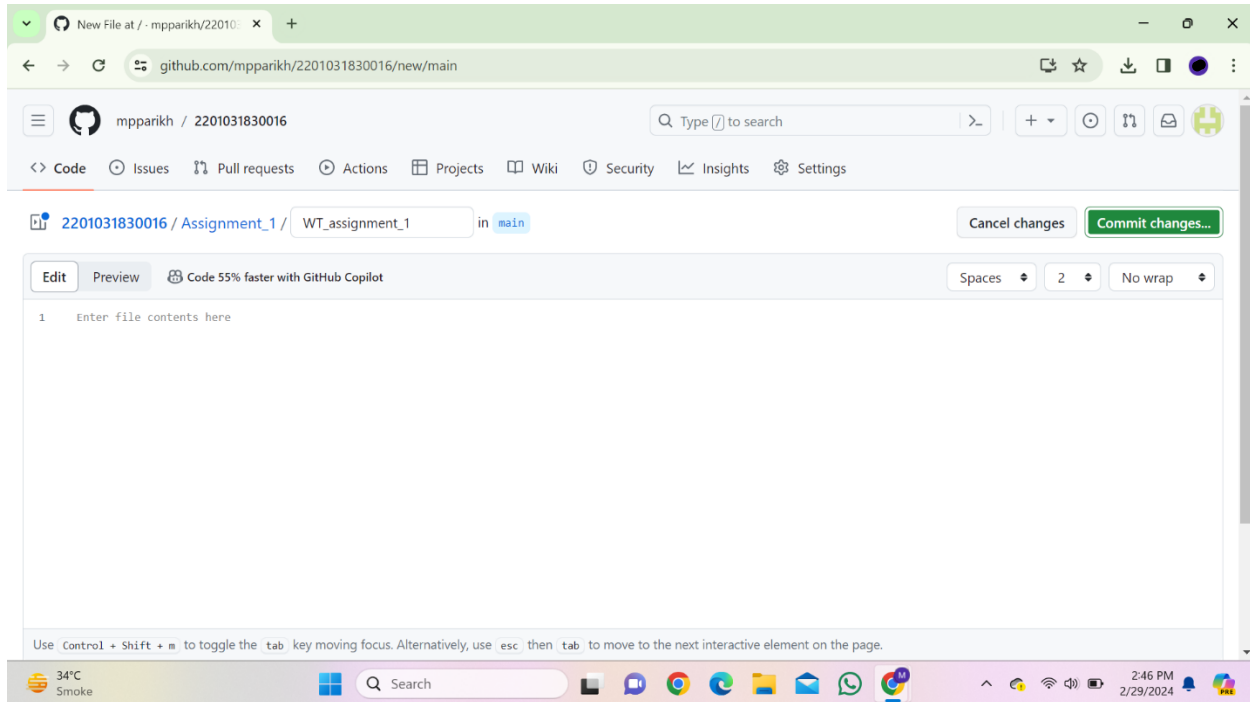 New File at / · mpparikh/22010
github.com/mpparikh/2201031830016/new/main
mpparikh / 2201031830016
Type / to search
Code Issues Pull requests Actions Projects Wiki Security Insights Settings
2201031830016 / Assignment_1 / WT_assignment_1 in main Cancel changes Commit changes...
Edit Preview Code 55% faster with GitHub Copilot Spaces 2 No wrap
1 Enter file contents here
Use Control + Shift + m to toggle the tab key moving focus. Alternatively, use esc then tab to move to the next interactive element on the page.
34°C
Smoke
Search
M
2:46 PM
2/29/2024
PRE